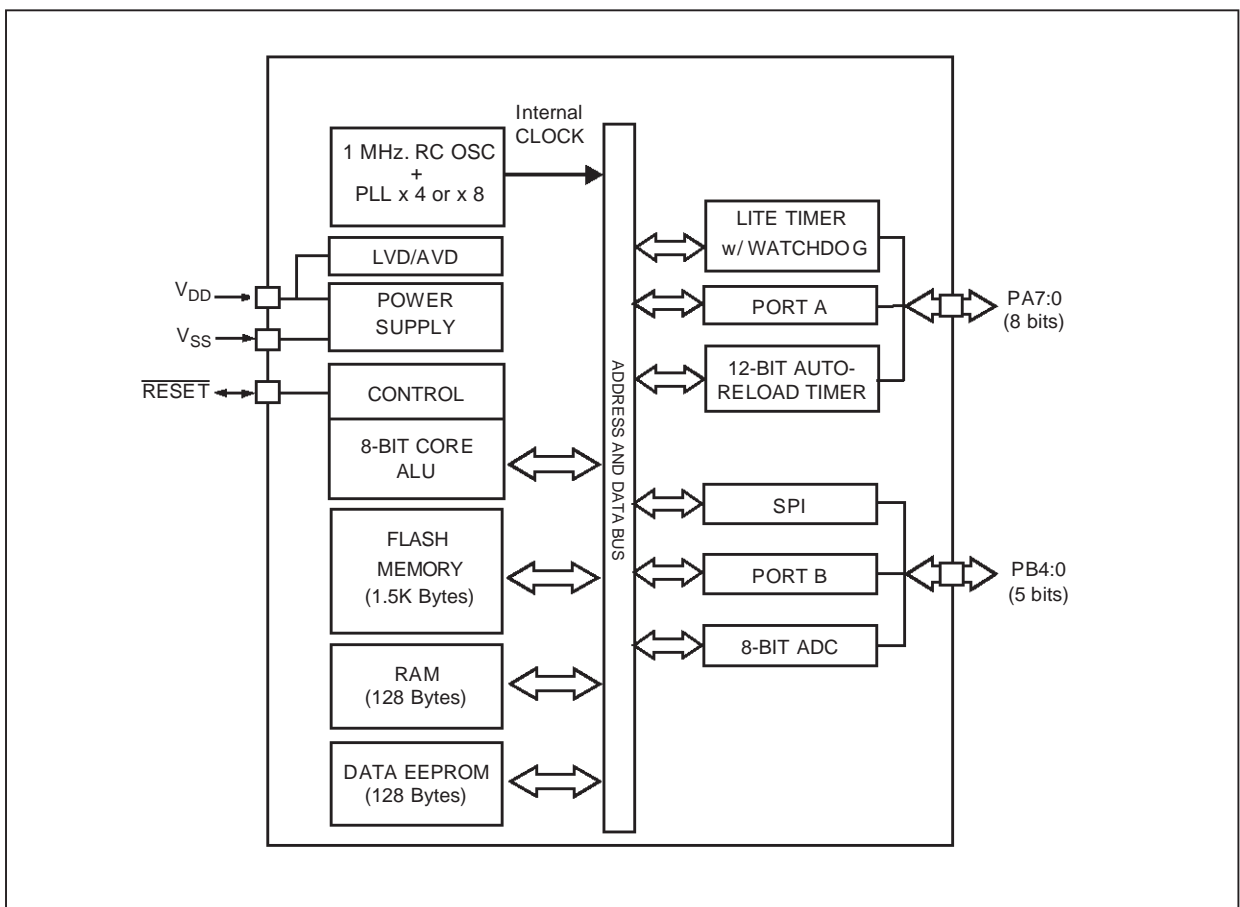 Internal
CLOCK
1 MHz. RC OSC
+
PLL x 4 or x 8
LVD/AVD
VDD
POWER
SUPPLY
VSS
RESET
CONTROL
8-BIT CORE
ALU
FLASH
MEMORY
(1.5K Bytes)
RAM
(128 Bytes)
DATA EEPROM
(128 Bytes)
ADDRESS AND DATA BUS
LITE TIMER
w/ WATCHDOG
PORT A
12-BIT AUTO-
RELOAD TIMER
PA7:0
(8 bits)
SPI
PORT B
8-BIT ADC
PB4:0
(5 bits)